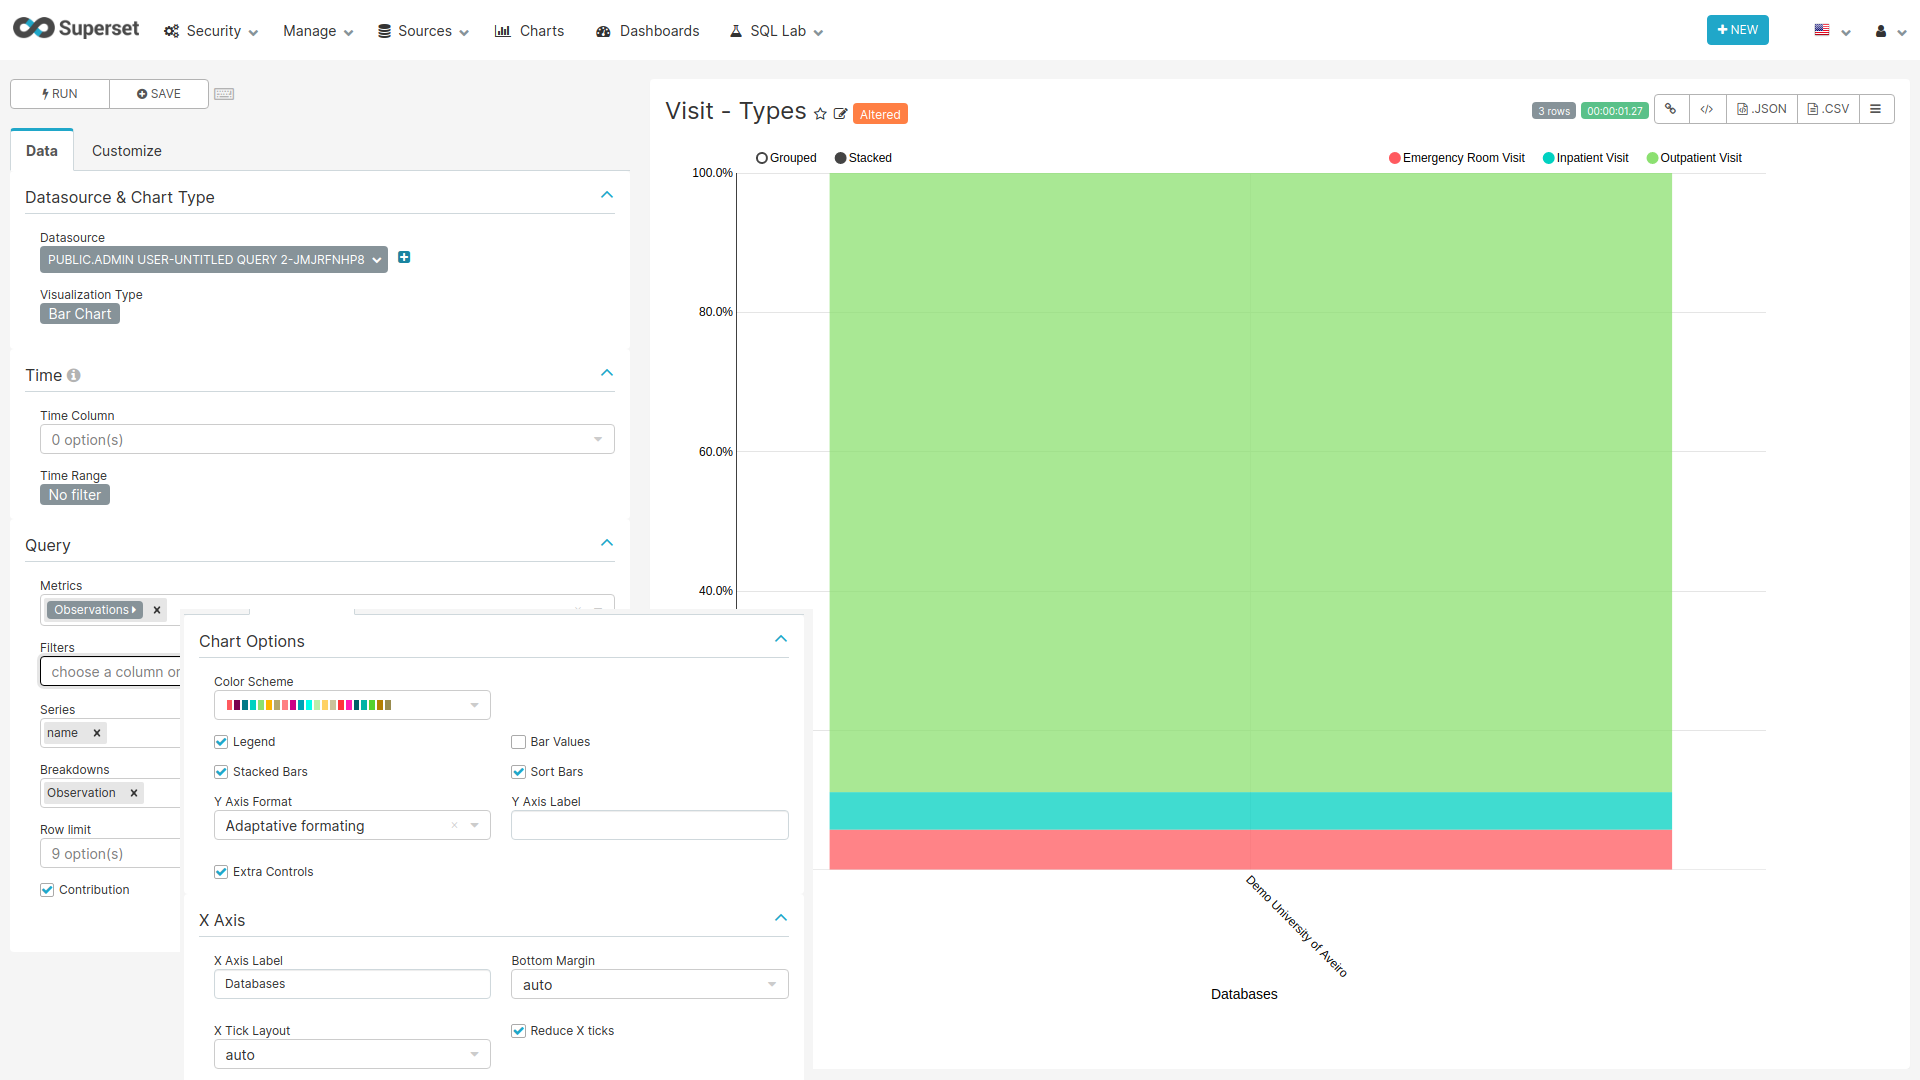 Superset Security Manage Sources Charts Dashboards SQL Lab NEW
RUN SAVE
Data Customize
Datasource & Chart Type
Datasource
PUBLIC.ADMIN USER-UNTITLED QUERY 2-JMJRFNHP8
Visualization Type
Bar Chart
Time
Time Column
0 option(s)
Time Range
No filter
Query
Metrics
Observations
Filters
choose a column or
Series
name
Breakdowns
Observation
Row limit
9 option(s)
Contribution
Chart Options
Color Scheme
Legend Bar Values
Stacked Bars Sort Bars
Y Axis Format Y Axis Label
Adaptative formating
Extra Controls
X Axis
X Axis Label Bottom Margin
Databases auto
X Tick Layout Reduce X ticks
auto
Visit - Types Altered 3 rows 00:00:01.27 </> .JSON .CSV
Grouped Stacked Emergency Room Visit Inpatient Visit Outpatient Visit
100.0%
80.0%
60.0%
40.0%
Demo University of Aveiro
Databases